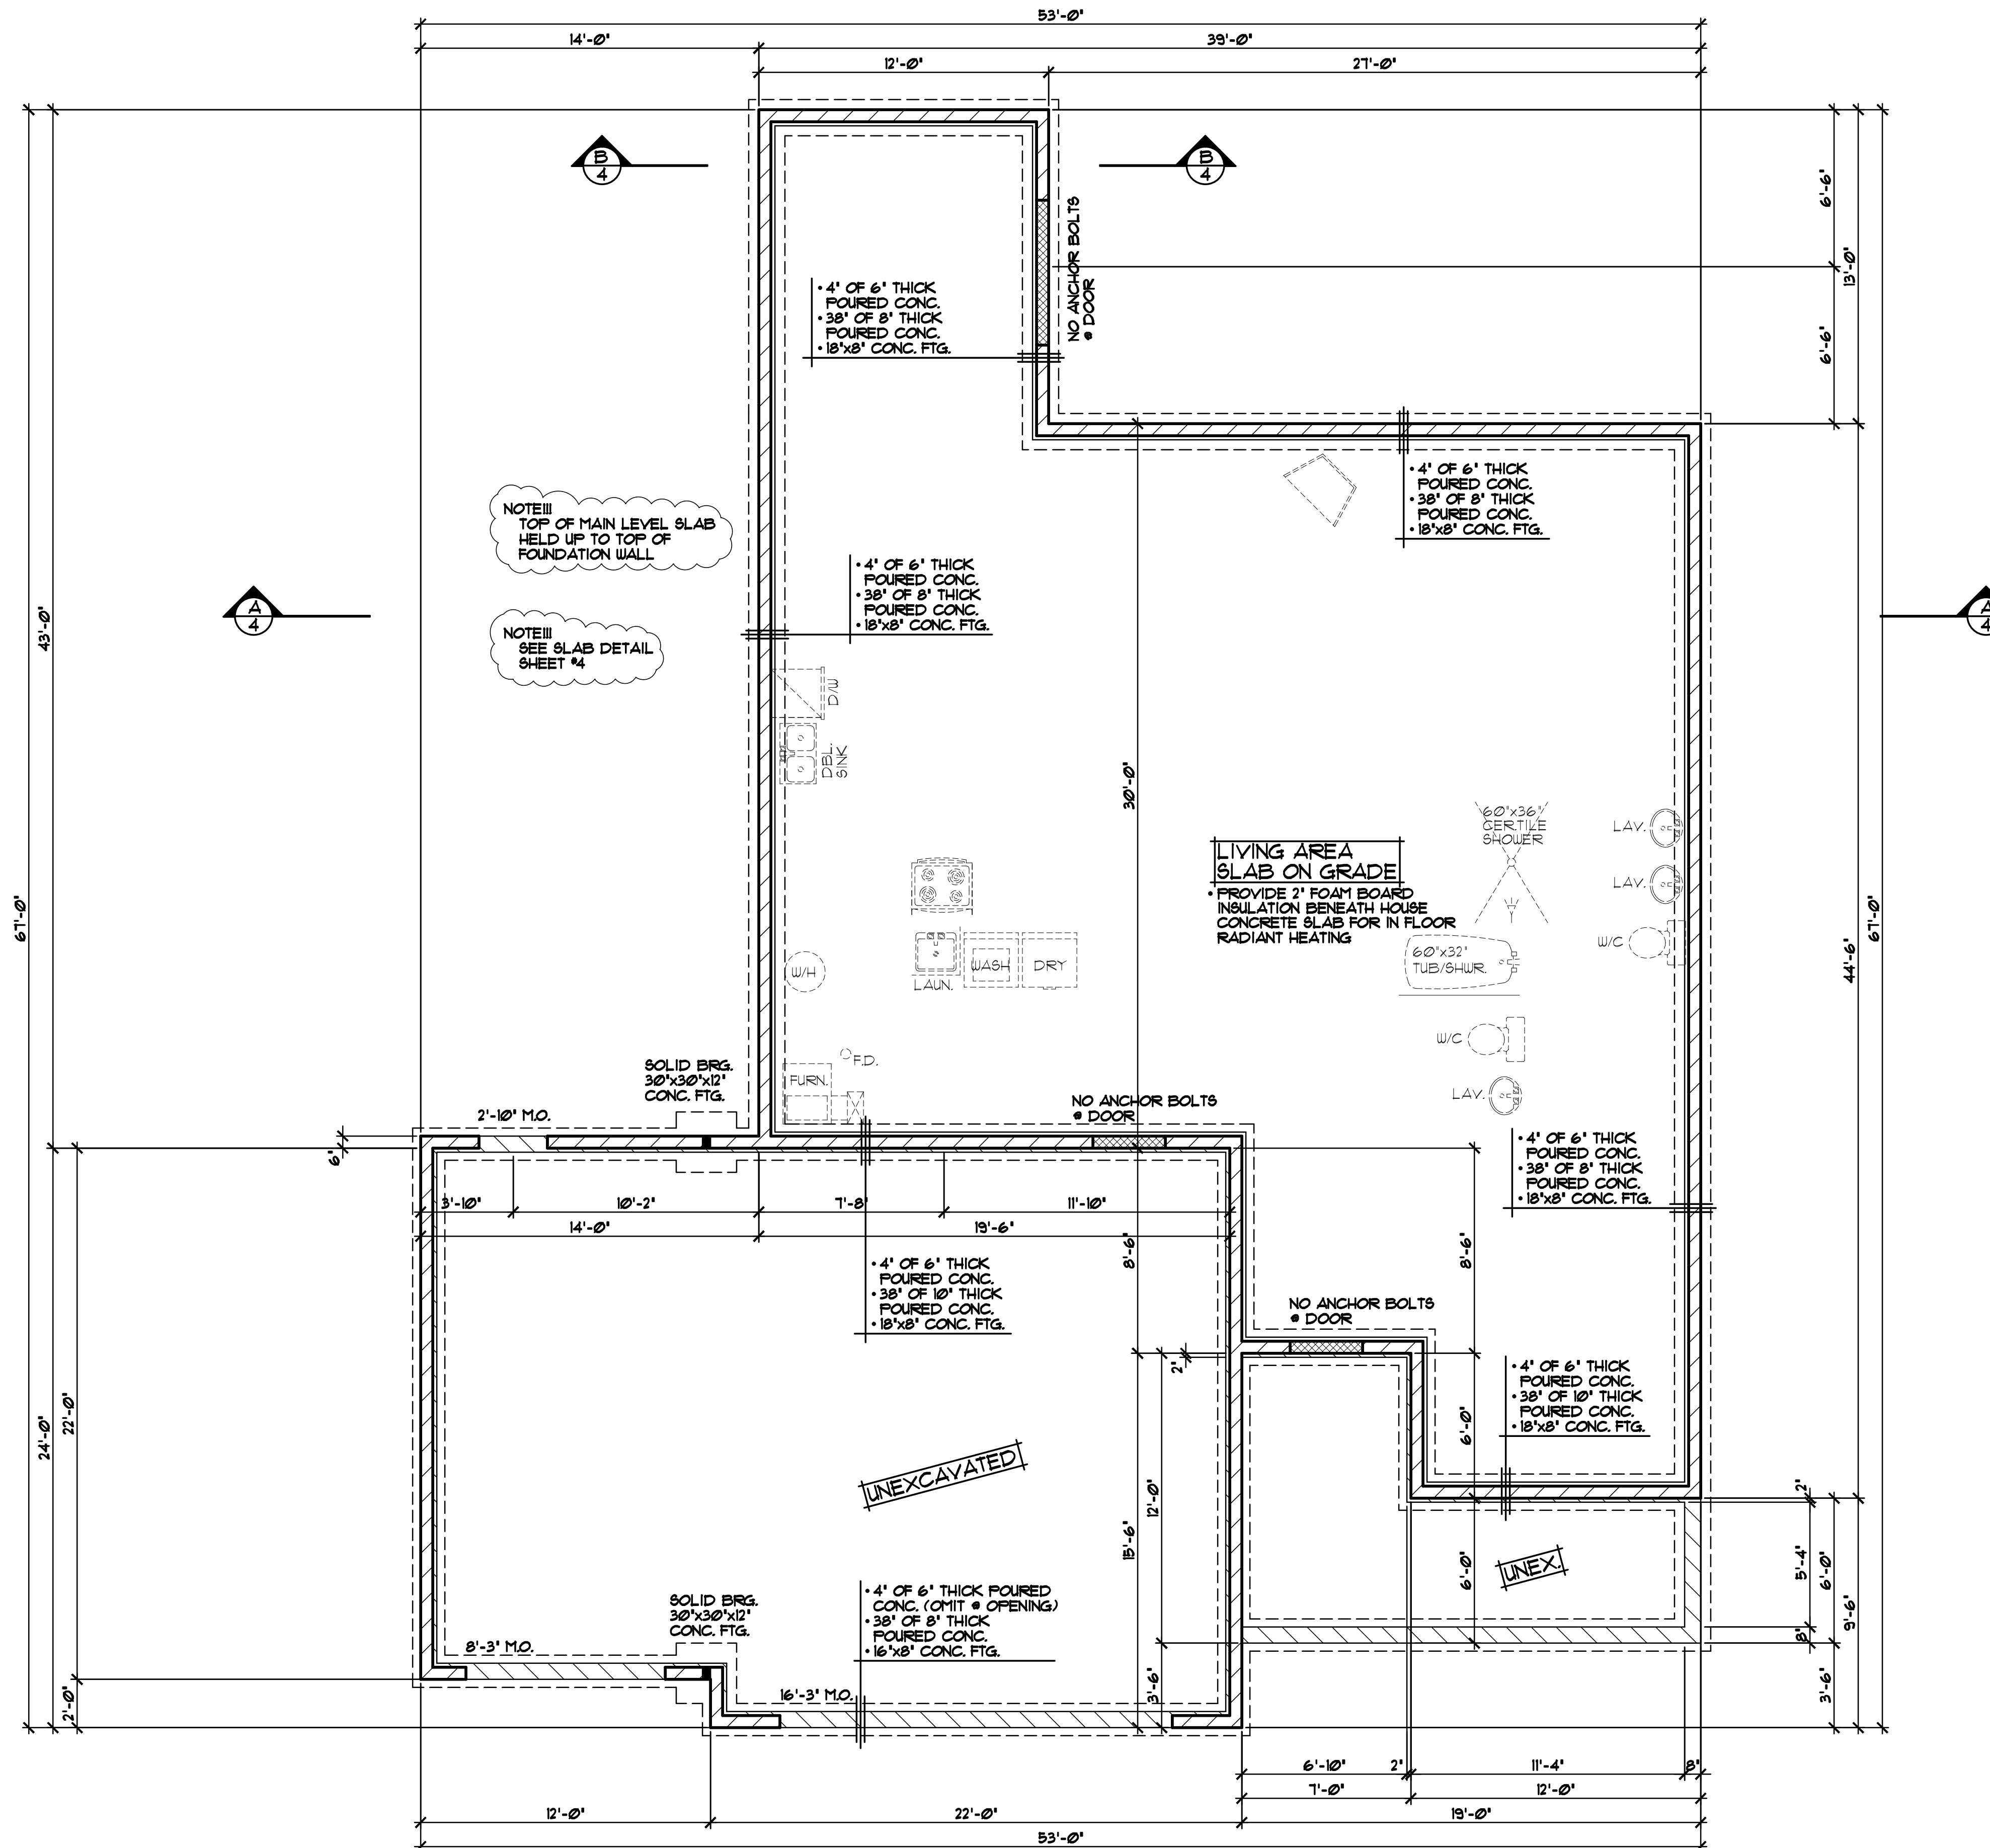 53'-0"
14'-0"
39'-0"
12'-0"
27'-0"
B
4
B
4
6'-6"
13'-0"
6'-6"
NO ANCHOR BOLTS
@ DOOR
• 4" OF 6" THICK
POURED CONC.
• 38" OF 8" THICK
POURED CONC.
• 18"x8" CONC. FTG.
• 4" OF 6" THICK
POURED CONC.
• 38" OF 8" THICK
POURED CONC.
• 18"x8" CONC. FTG.
NOTE!!!
TOP OF MAIN LEVEL SLAB
HELD UP TO TOP OF
FOUNDATION WALL
• 4" OF 6" THICK
POURED CONC.
• 38" OF 8" THICK
POURED CONC.
• 18"x8" CONC. FTG.
A
4
A
4
43'-0"
NOTE!!!
SEE SLAB DETAIL
SHEET #4
D/W
DBL.
SINK
30'-0"
60"x36"
CER.TILE
SHOWER
LAV.
LAV.
LIVING AREA
SLAB ON GRADE
• PROVIDE 2" FOAM BOARD
INSULATION BENEATH HOUSE
CONCRETE SLAB FOR IN FLOOR
RADIANT HEATING
W/C
60"x32"
TUB/SHWR.
67'-0"
67'-0"
44'-6"
W/H
LAUN.
WASH
DRY
W/C
LAV.
F.D.
FURN.
SOLID BRG.
30"x30"x12"
CONC. FTG.
2'-10" M.O.
NO ANCHOR BOLTS
@ DOOR
6"
• 4" OF 6" THICK
POURED CONC.
• 38" OF 8" THICK
POURED CONC.
• 18"x8" CONC. FTG.
3'-10"
10'-2"
7'-8"
11'-10"
14'-0"
19'-6"
8'-6"
8'-6"
• 4" OF 6" THICK
POURED CONC.
• 38" OF 10" THICK
POURED CONC.
• 18"x8" CONC. FTG.
NO ANCHOR BOLTS
@ DOOR
2"
• 4" OF 6" THICK
POURED CONC.
• 38" OF 10" THICK
POURED CONC.
• 18"x8" CONC. FTG.
24'-0"
22'-0"
6'-0"
UNEXCAVATED
12'-0"
15'-6"
6'-0"
UNEX.
2"
5'-4"
6'-0"
9'-6"
8"
SOLID BRG.
30"x30"x12"
CONC. FTG.
• 4" OF 6" THICK POURED
CONC. (OMIT @ OPENING)
• 38" OF 8" THICK
POURED CONC.
• 16"x8" CONC. FTG.
8'-3" M.O.
16'-3" M.O.
2'-0"
3'-6"
3'-6"
6'-10"
2"
11'-4"
8"
7'-0"
12'-0"
12'-0"
22'-0"
19'-0"
53'-0"